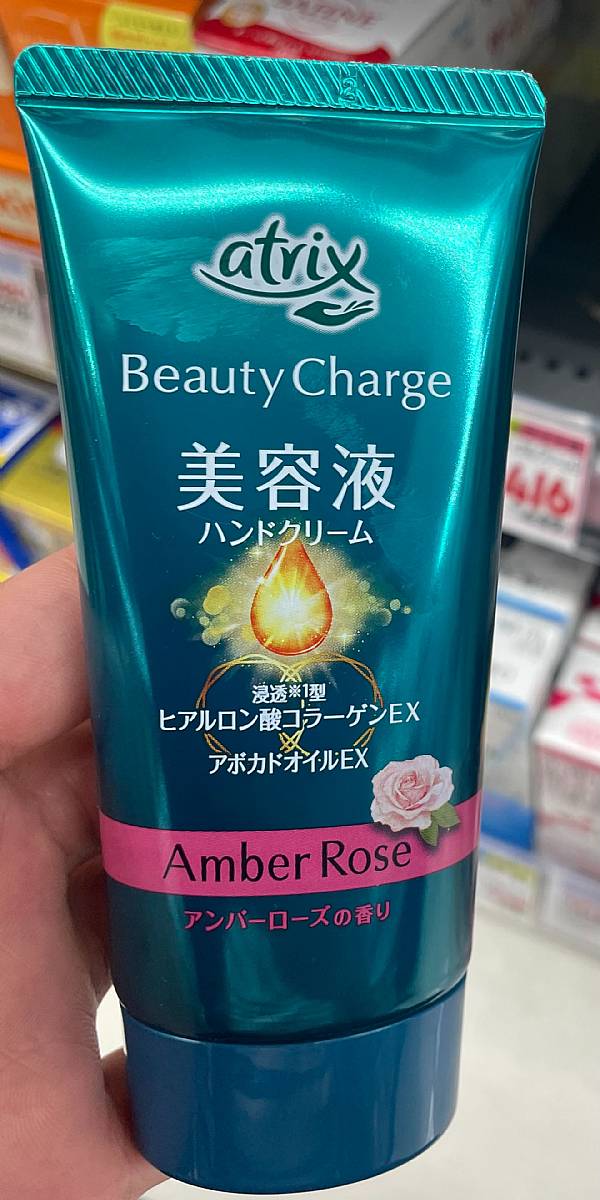 atrix
Beauty Charge
美容液
ハンドクリーム
浸透※1型
ヒアルロン酸コラーゲンEX
アボカドオイルEX
Amber Rose
アンバーローズの香り
416